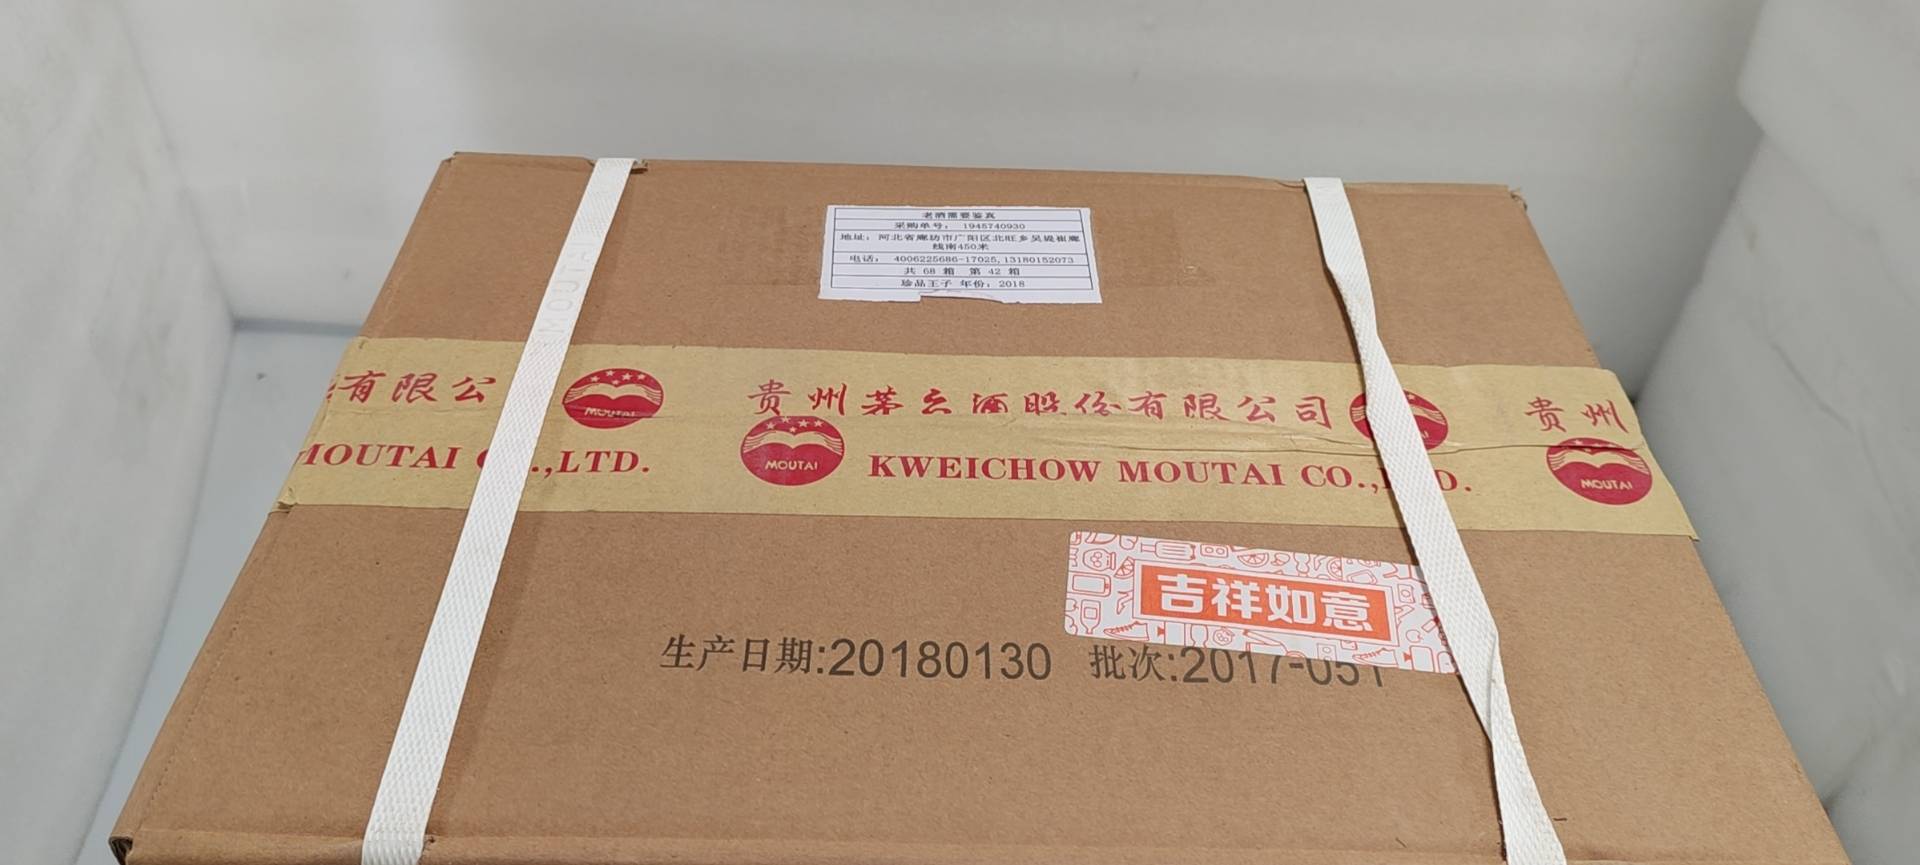 老酒需要鉴真
采购单号： 1945740930
地址：河北省廊坊市广阳区北旺乡吴堤崔廊
线南450米
电话： 4006225686-17025,13180152073
共 68 箱 第 42 箱
珍品王子 年份：2018
MOUTAI
有限公
MOUTAI
贵州茅台酒股份有限公司
贵州
MOUTAI
,LTD.
MOUTAI
KWEICHOW MOUTAI CO.,
D.
MOUTAI
吉祥如意
生产日期:20180130 批次:2017-051